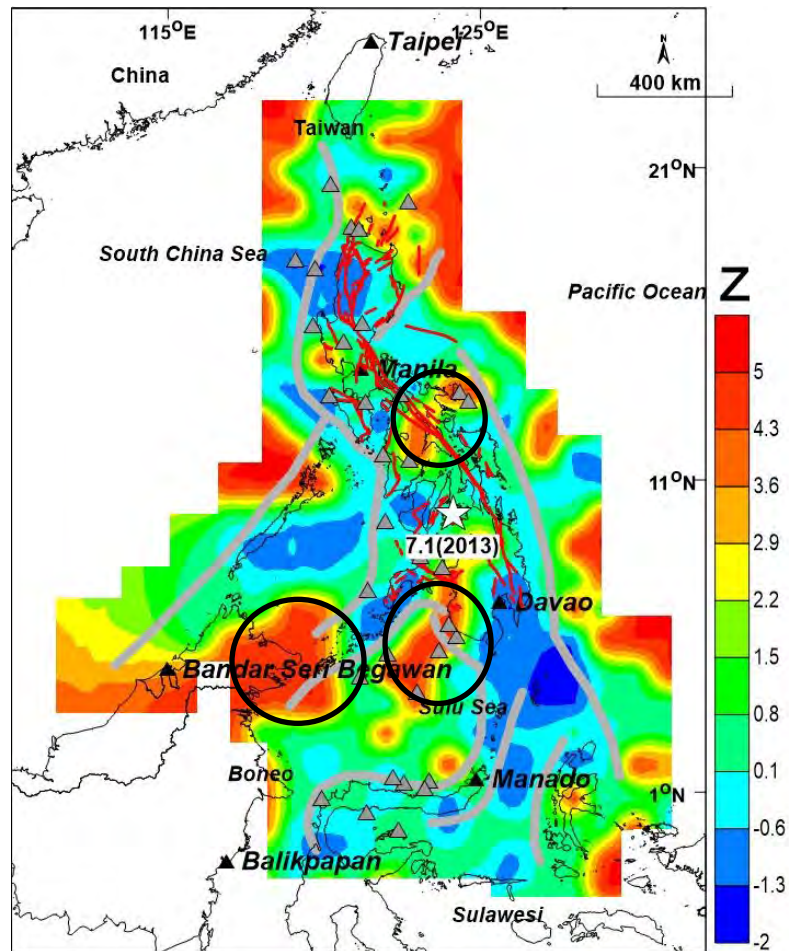 115°E
125°E
Taipei
N
China
400 km
Taiwan
21°N
South China Sea
Pacific Ocean
Z
Manila
5
4.3
11°N
3.6
7.1(2013)
2.9
2.2
Davao
1.5
Bandar Seri Begawan
0.8
Sulu Sea
0.1
Boneo
Manado
1°N
-0.6
Balikpapan
-1.3
Sulawesi
-2